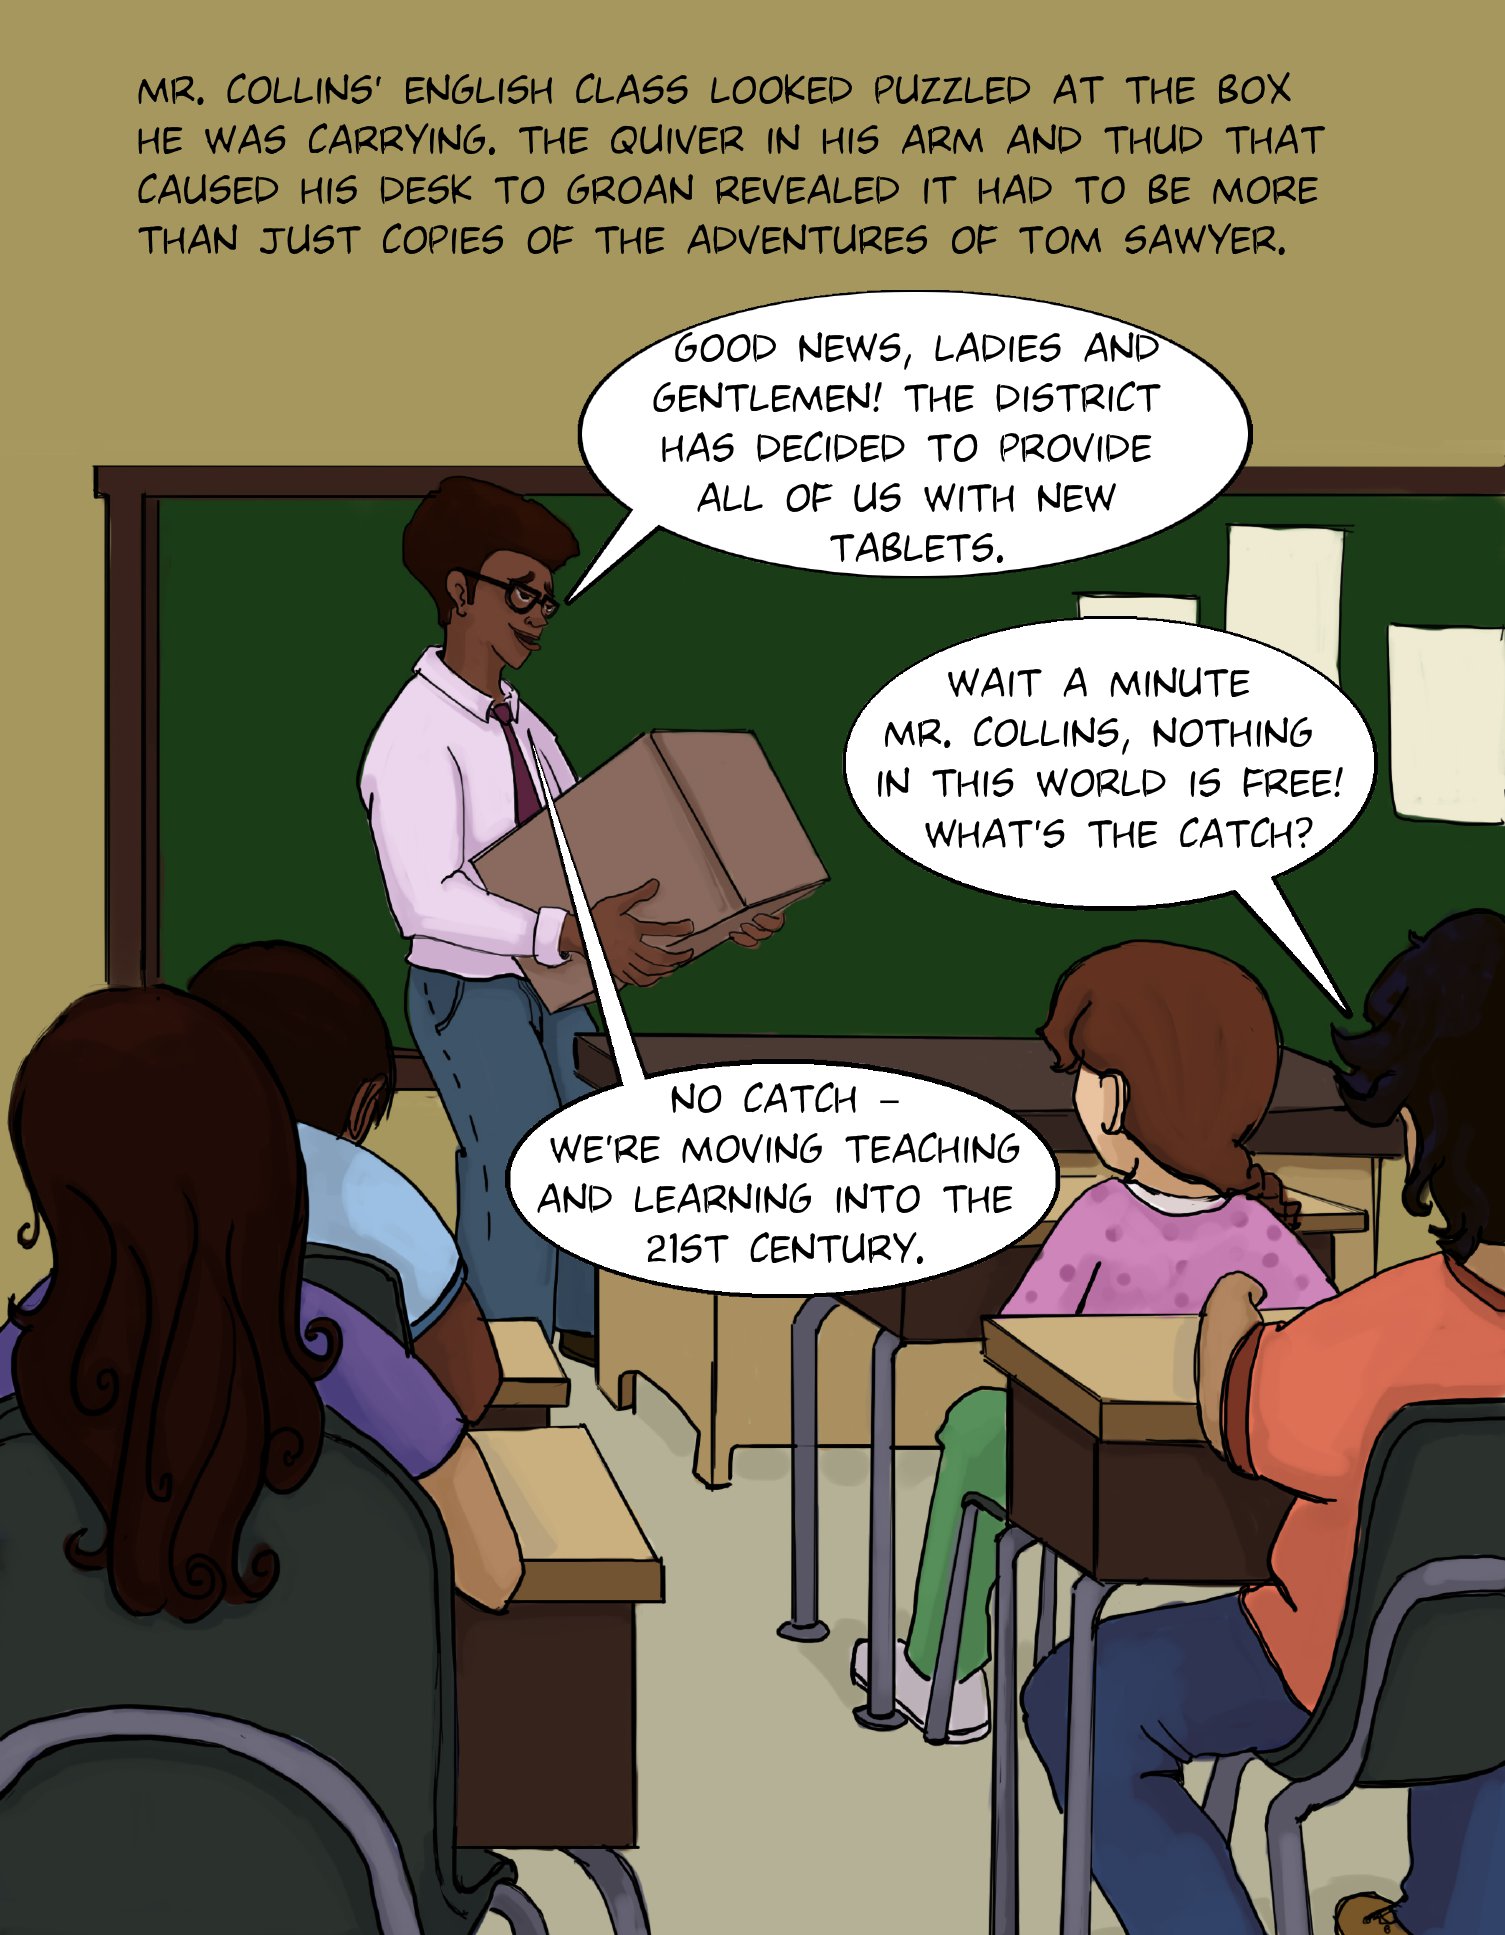 MR. COLLINS' ENGLISH CLASS LOOKED PUZZLED AT THE BOX
HE WAS CARRYING. THE QUIVER IN HIS ARM AND THUD THAT
CAUSED HIS DESK TO GROAN REVEALED IT HAD TO BE MORE
THAN JUST COPIES OF THE ADVENTURES OF TOM SAWYER.
GOOD NEWS, LADIES AND
GENTLEMEN! THE DISTRICT
HAS DECIDED TO PROVIDE
ALL OF US WITH NEW
TABLETS.
WAIT A MINUTE
MR. COLLINS, NOTHING
IN THIS WORLD IS FREE!
WHAT'S THE CATCH?
NO CATCH –
WE'RE MOVING TEACHING
AND LEARNING INTO THE
21ST CENTURY.